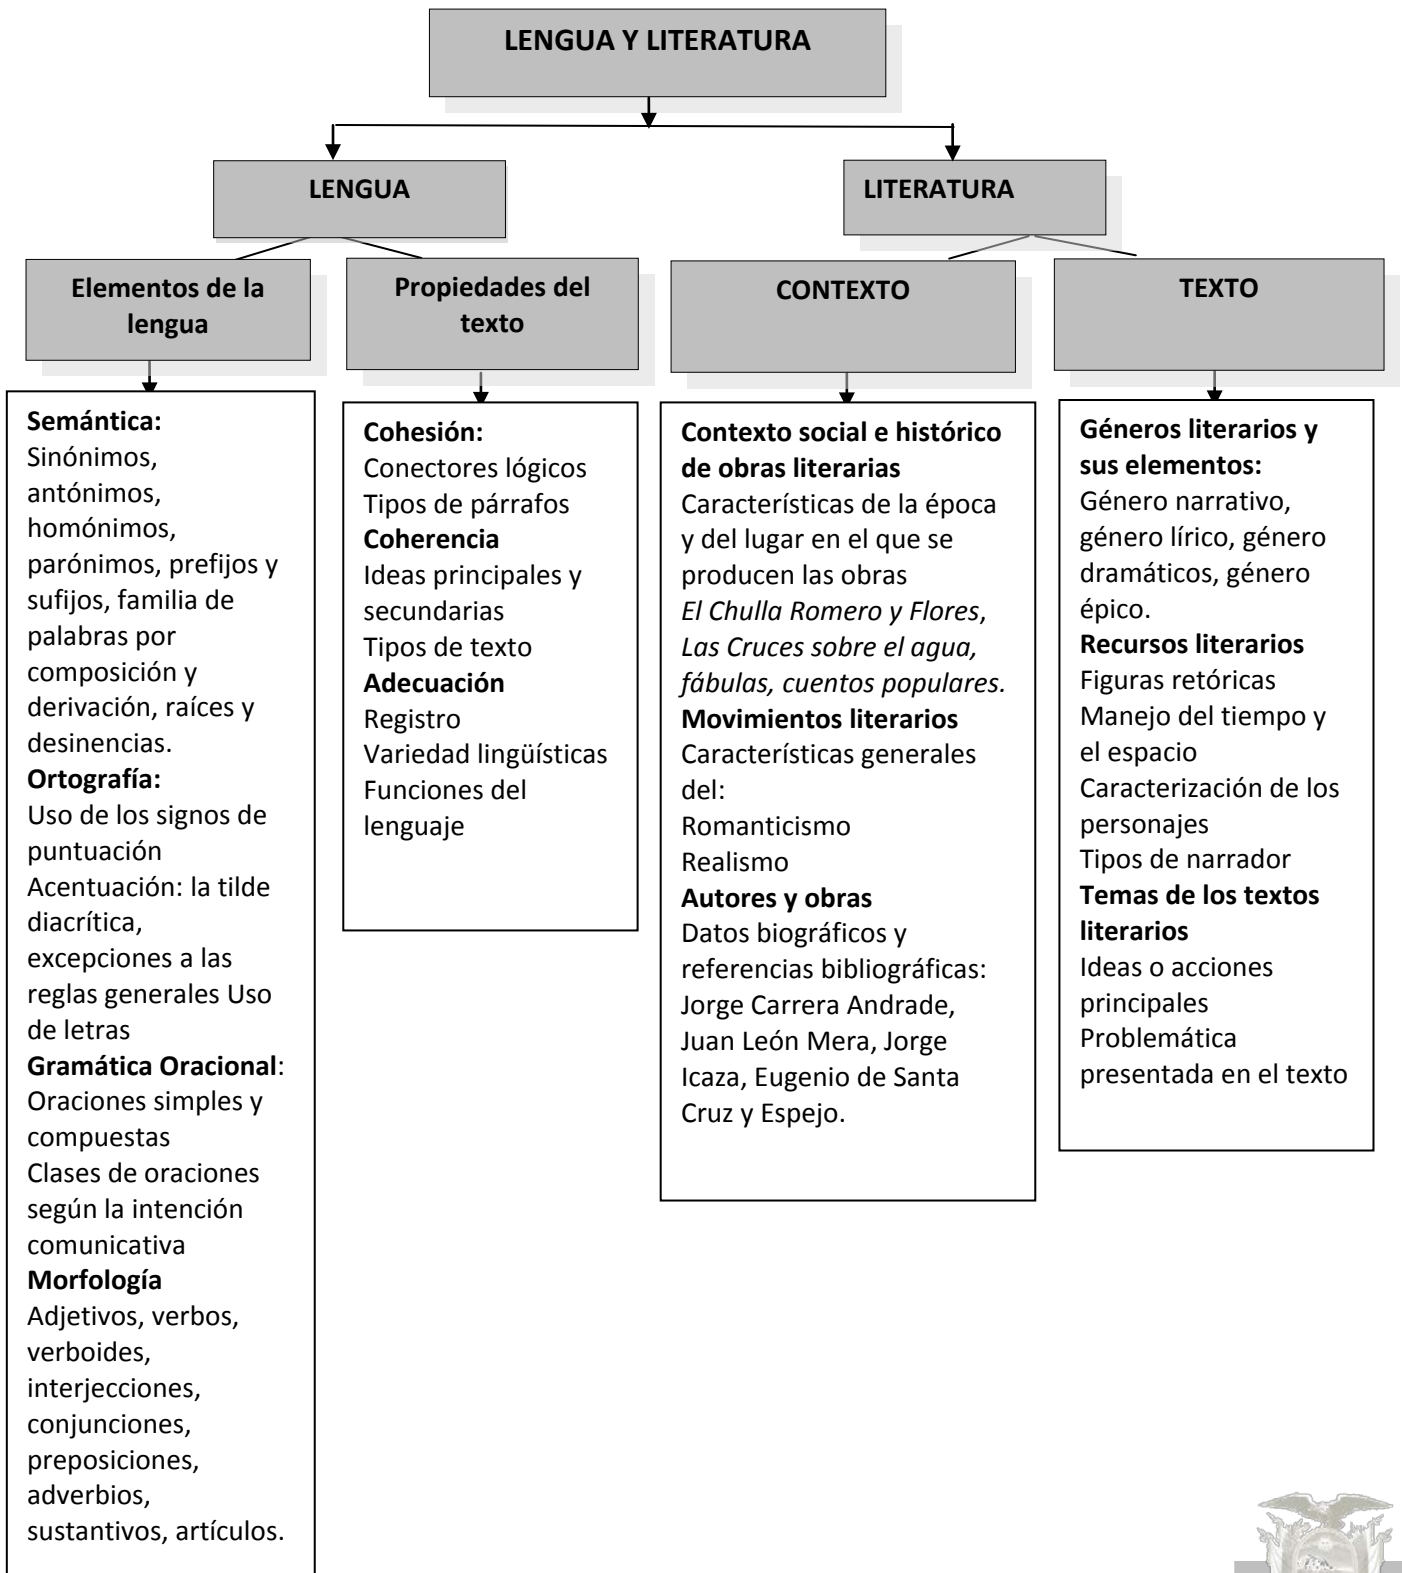 LENGUA Y LITERATURA
LENGUA
LITERATURA
Elementos de la
lengua
Propiedades del
texto
CONTEXTO
TEXTO
Semántica:
Sinónimos,
antónimos,
homónimos,
parónimos, prefijos y
sufijos, familia de
palabras por
composición y
derivación, raíces y
desinencias.
Ortografía:
Uso de los signos de
puntuación
Acentuación: la tilde
diacrítica,
excepciones a las
reglas generales Uso
de letras
Gramática Oracional:
Oraciones simples y
compuestas
Clases de oraciones
según la intención
comunicativa
Morfología
Adjetivos, verbos,
verboides,
interjecciones,
conjunciones,
preposiciones,
adverbios,
sustantivos, artículos.
Cohesión:
Conectores lógicos
Tipos de párrafos
Coherencia
Ideas principales y
secundarias
Tipos de texto
Adecuación
Registro
Variedad lingüísticas
Funciones del
lenguaje
Contexto social e histórico
de obras literarias
Características de la época
y del lugar en el que se
producen las obras
El Chulla Romero y Flores,
Las Cruces sobre el agua,
fábulas, cuentos populares.
Movimientos literarios
Características generales
del:
Romanticismo
Realismo
Autores y obras
Datos biográficos y
referencias bibliográficas:
Jorge Carrera Andrade,
Juan León Mera, Jorge
Icaza, Eugenio de Santa
Cruz y Espejo.
Géneros literarios y
sus elementos:
Género narrativo,
género lírico, género
dramáticos, género
épico.
Recursos literarios
Figuras retóricas
Manejo del tiempo y
el espacio
Caracterización de los
personajes
Tipos de narrador
Temas de los textos
literarios
Ideas o acciones
principales
Problemática
presentada en el texto